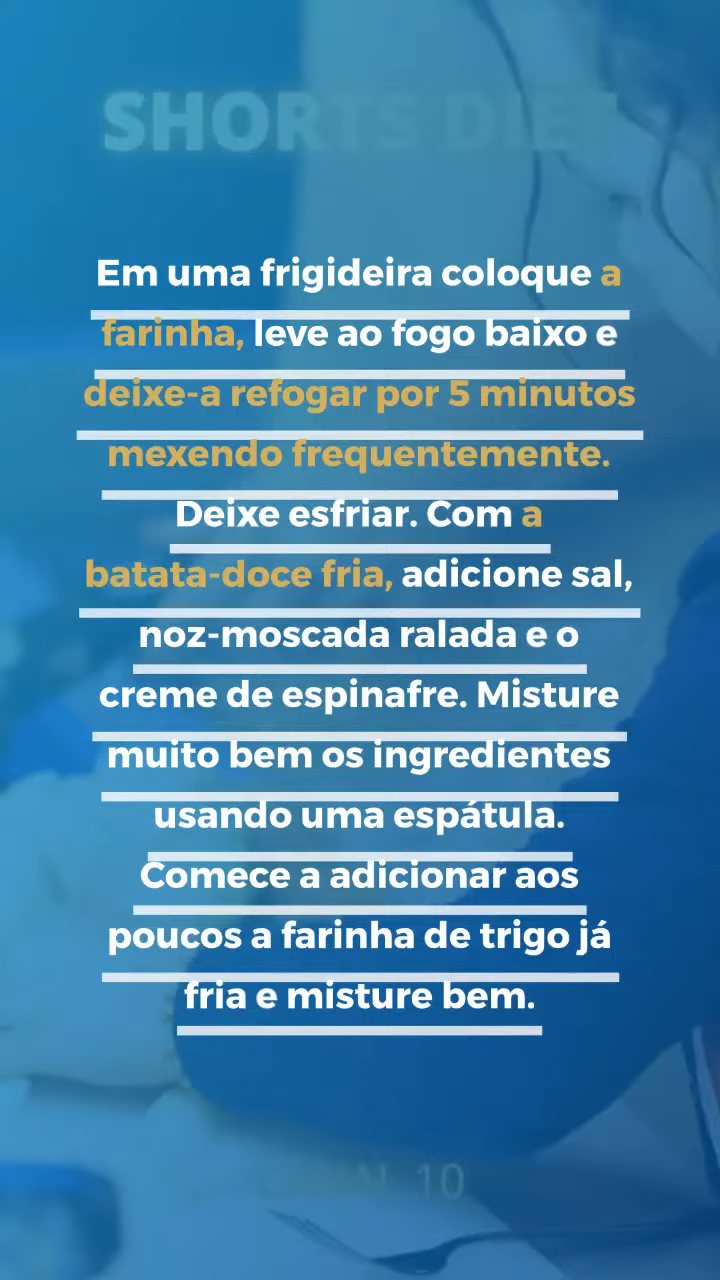 SHORTS DIET
Em uma frigideira coloque a
farinha, leve ao fogo baixo e
deixe-a refogar por 5 minutos
mexendo frequentemente.
Deixe esfriar. Com a
batata-doce fria, adicione sal,
noz-moscada ralada e o
creme de espinafre. Misture
muito bem os ingredientes
usando uma espátula.
Comece a adicionar aos
poucos a farinha de trigo já
fria e misture bem.
10